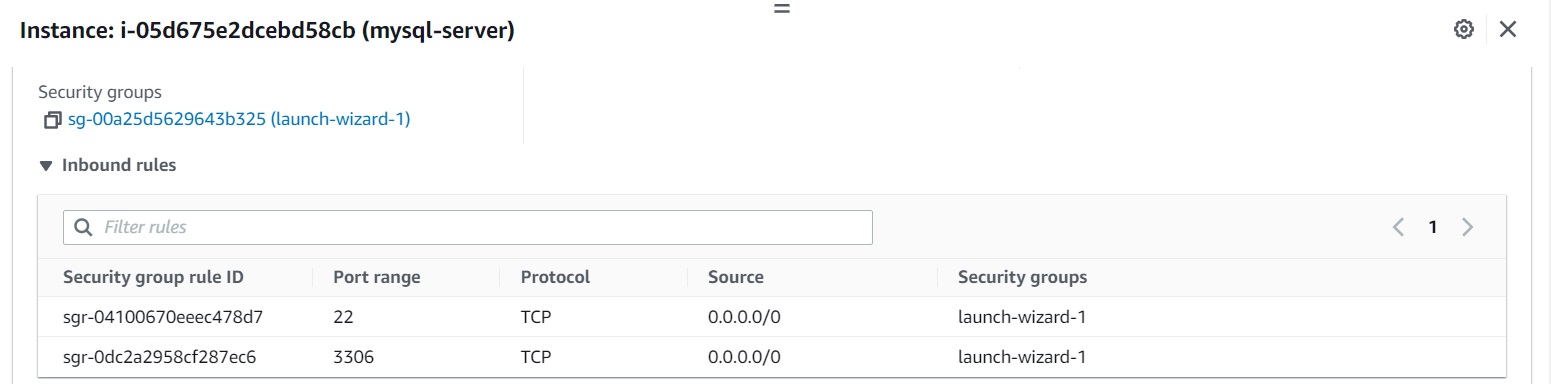 Instance: i-05d675e2dcebd58cb (mysql-server)
Security groups
sg-00a25d5629643b325 (launch-wizard-1)
Inbound rules
Filter rules
1
Security group rule ID Port range Protocol Source Security groups
sgr-04100670eeec478d7 22 TCP 0.0.0.0/0 launch-wizard-1
sgr-0dc2a2958cf287ec6 3306 TCP 0.0.0.0/0 launch-wizard-1